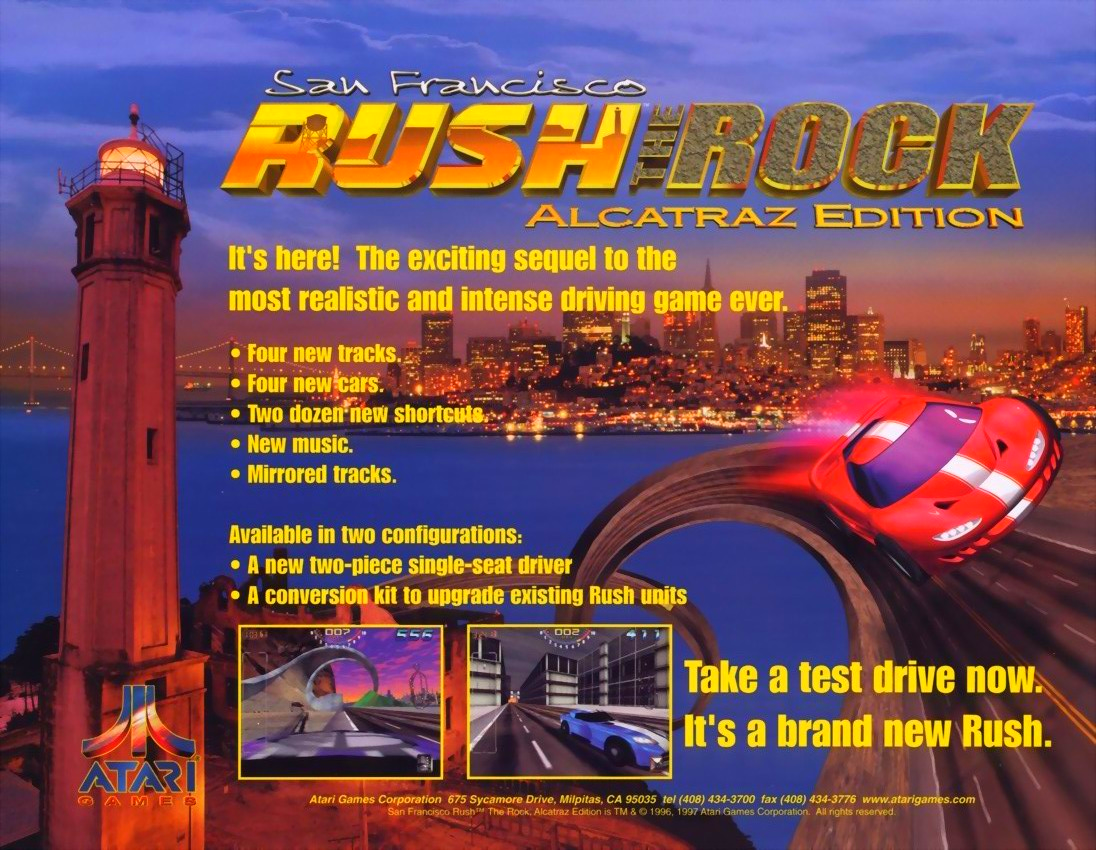 San Francisco
RUSH THE ROCK
ALCATRAZ EDITION
It's here! The exciting sequel to the
most realistic and intense driving game ever.
• Four new tracks.
• Four new cars.
• Two dozen new shortcuts.
• New music.
• Mirrored tracks.
Available in two configurations:
• A new two-piece single-seat driver
• A conversion kit to upgrade existing Rush units
007
556
002
Take a test drive now.
It's a brand new Rush.
ATARI
GAMES
Atari Games Corporation 675 Sycamore Drive, Milpitas, CA 95035 tel (408) 434-3700 fax (408) 434-3776 www.atarigames.com
San Francisco Rush™ The Rock, Alcatraz Edition is TM & © 1996, 1997 Atari Games Corporation. All rights reserved.